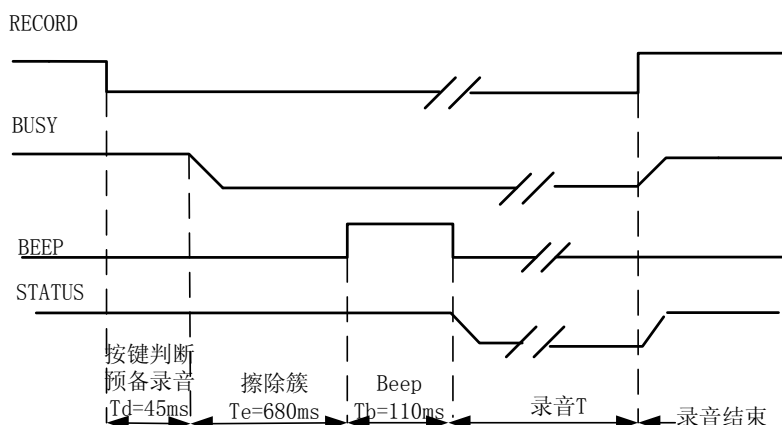 RECORD
BUSY
BEEP
STATUS
按键判断
预备录音
Td=45ms
擦除簇
Te=680ms
Beep
Tb=110ms
录音T
录音结束